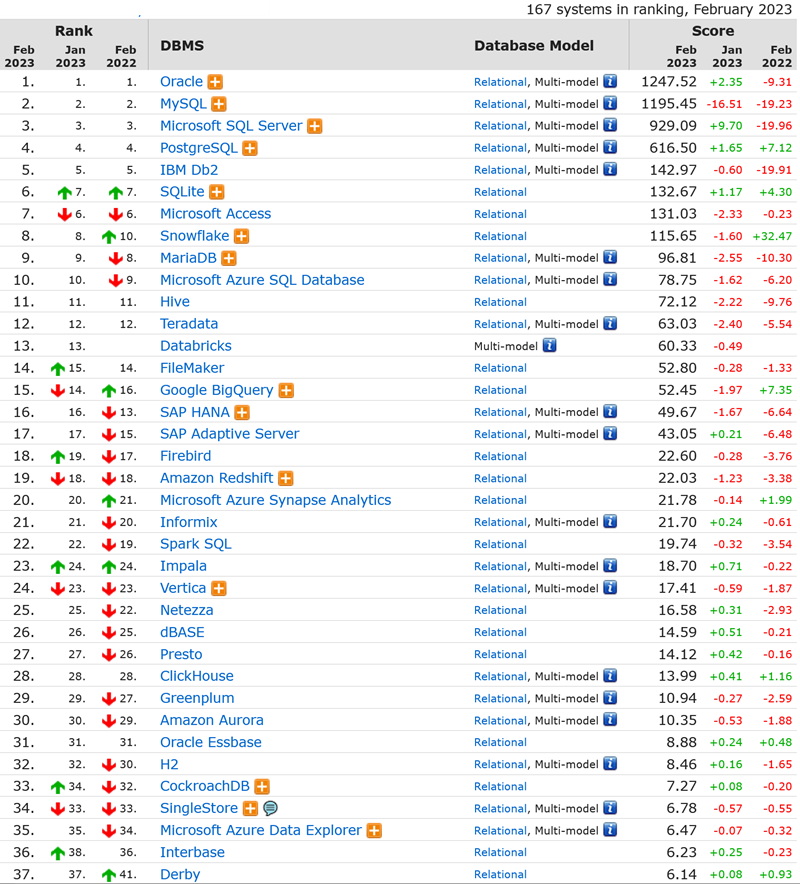 167 systems in ranking, February 2023
Rank DBMS Database Model Score
Feb 2023 Jan 2023 Feb 2022 Feb 2023 Jan 2023 Feb 2022
1. 1. 1. Oracle Relational, Multi-model 1247.52 +2.35 -9.31
2. 2. 2. MySQL Relational, Multi-model 1195.45 -16.51 -19.23
3. 3. 3. Microsoft SQL Server Relational, Multi-model 929.09 +9.70 -19.96
4. 4. 4. PostgreSQL Relational, Multi-model 616.50 +1.65 +7.12
5. 5. 5. IBM Db2 Relational, Multi-model 142.97 -0.60 -19.91
6. 7. 7. SQLite Relational 132.67 +1.17 +4.30
7. 6. 6. Microsoft Access Relational 131.03 -2.33 -0.23
8. 8. 10. Snowflake Relational 115.65 -1.60 +32.47
9. 9. 8. MariaDB Relational, Multi-model 96.81 -2.55 -10.30
10. 10. 9. Microsoft Azure SQL Database Relational, Multi-model 78.75 -1.62 -6.20
11. 11. 11. Hive Relational 72.12 -2.22 -9.76
12. 12. 12. Teradata Relational, Multi-model 63.03 -2.40 -5.54
13. 13. Databricks Multi-model 60.33 -0.49
14. 15. 14. FileMaker Relational 52.80 -0.28 -1.33
15. 14. 16. Google BigQuery Relational 52.45 -1.97 +7.35
16. 16. 13. SAP HANA Relational, Multi-model 49.67 -1.67 -6.64
17. 17. 15. SAP Adaptive Server Relational, Multi-model 43.05 +0.21 -6.48
18. 19. 17. Firebird Relational 22.60 -0.28 -3.76
19. 18. 18. Amazon Redshift Relational 22.03 -1.23 -3.38
20. 20. 21. Microsoft Azure Synapse Analytics Relational 21.78 -0.14 +1.99
21. 21. 20. Informix Relational, Multi-model 21.70 +0.24 -0.61
22. 22. 19. Spark SQL Relational 19.74 -0.32 -3.54
23. 24. 24. Impala Relational, Multi-model 18.70 +0.71 -0.22
24. 23. 23. Vertica Relational, Multi-model 17.41 -0.59 -1.87
25. 25. 22. Netezza Relational 16.58 +0.31 -2.93
26. 26. 25. dBASE Relational 14.59 +0.51 -0.21
27. 27. 26. Presto Relational 14.12 +0.42 -0.16
28. 28. 28. ClickHouse Relational, Multi-model 13.99 +0.41 +1.16
29. 29. 27. Greenplum Relational, Multi-model 10.94 -0.27 -2.59
30. 30. 29. Amazon Aurora Relational, Multi-model 10.35 -0.53 -1.88
31. 31. 31. Oracle Essbase Relational 8.88 +0.24 +0.48
32. 32. 30. H2 Relational, Multi-model 8.46 +0.16 -1.65
33. 34. 32. CockroachDB Relational 7.27 +0.08 -0.20
34. 33. 33. SingleStore Relational, Multi-model 6.78 -0.57 -0.55
35. 35. 34. Microsoft Azure Data Explorer Relational, Multi-model 6.47 -0.07 -0.32
36. 38. 36. Interbase Relational 6.23 +0.25 -0.23
37. 37. 41. Derby Relational 6.14 +0.08 +0.93